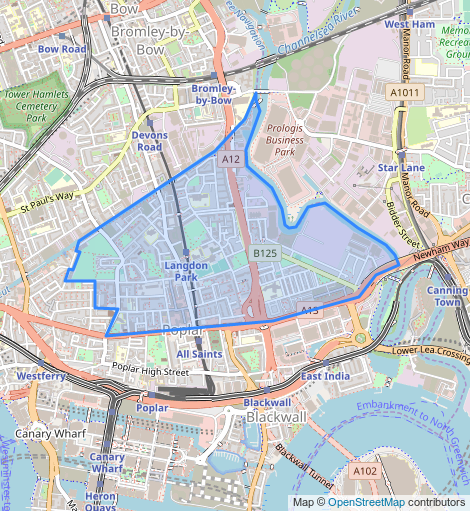 Bow
Bromley-by-
Bow
Bow Road
Lee Navigation
Channelsea River
West Ham
Manor Road
Memorial
Recreation
Ground
Tower Hamlets
Cemetery
Park
Bromley-
by-Bow
A1011
Devons
Road
Prologis
Business
Park
A12
Star Lane
St Paul's Way
Manor Road
Bidder Street
Newham Way
B125
Langdon
Park
Canning
Town
A13
Poplar
All Saints
Lower Lea Crossing
Poplar High Street
Westferry
East India
Poplar
Blackwall
Blackwall
Embankment to North Greenwich
Canary Wharf
Canary
Wharf
Blackwall Tunnel
A102
Heron
Quays
Map © OpenStreetMap contributors